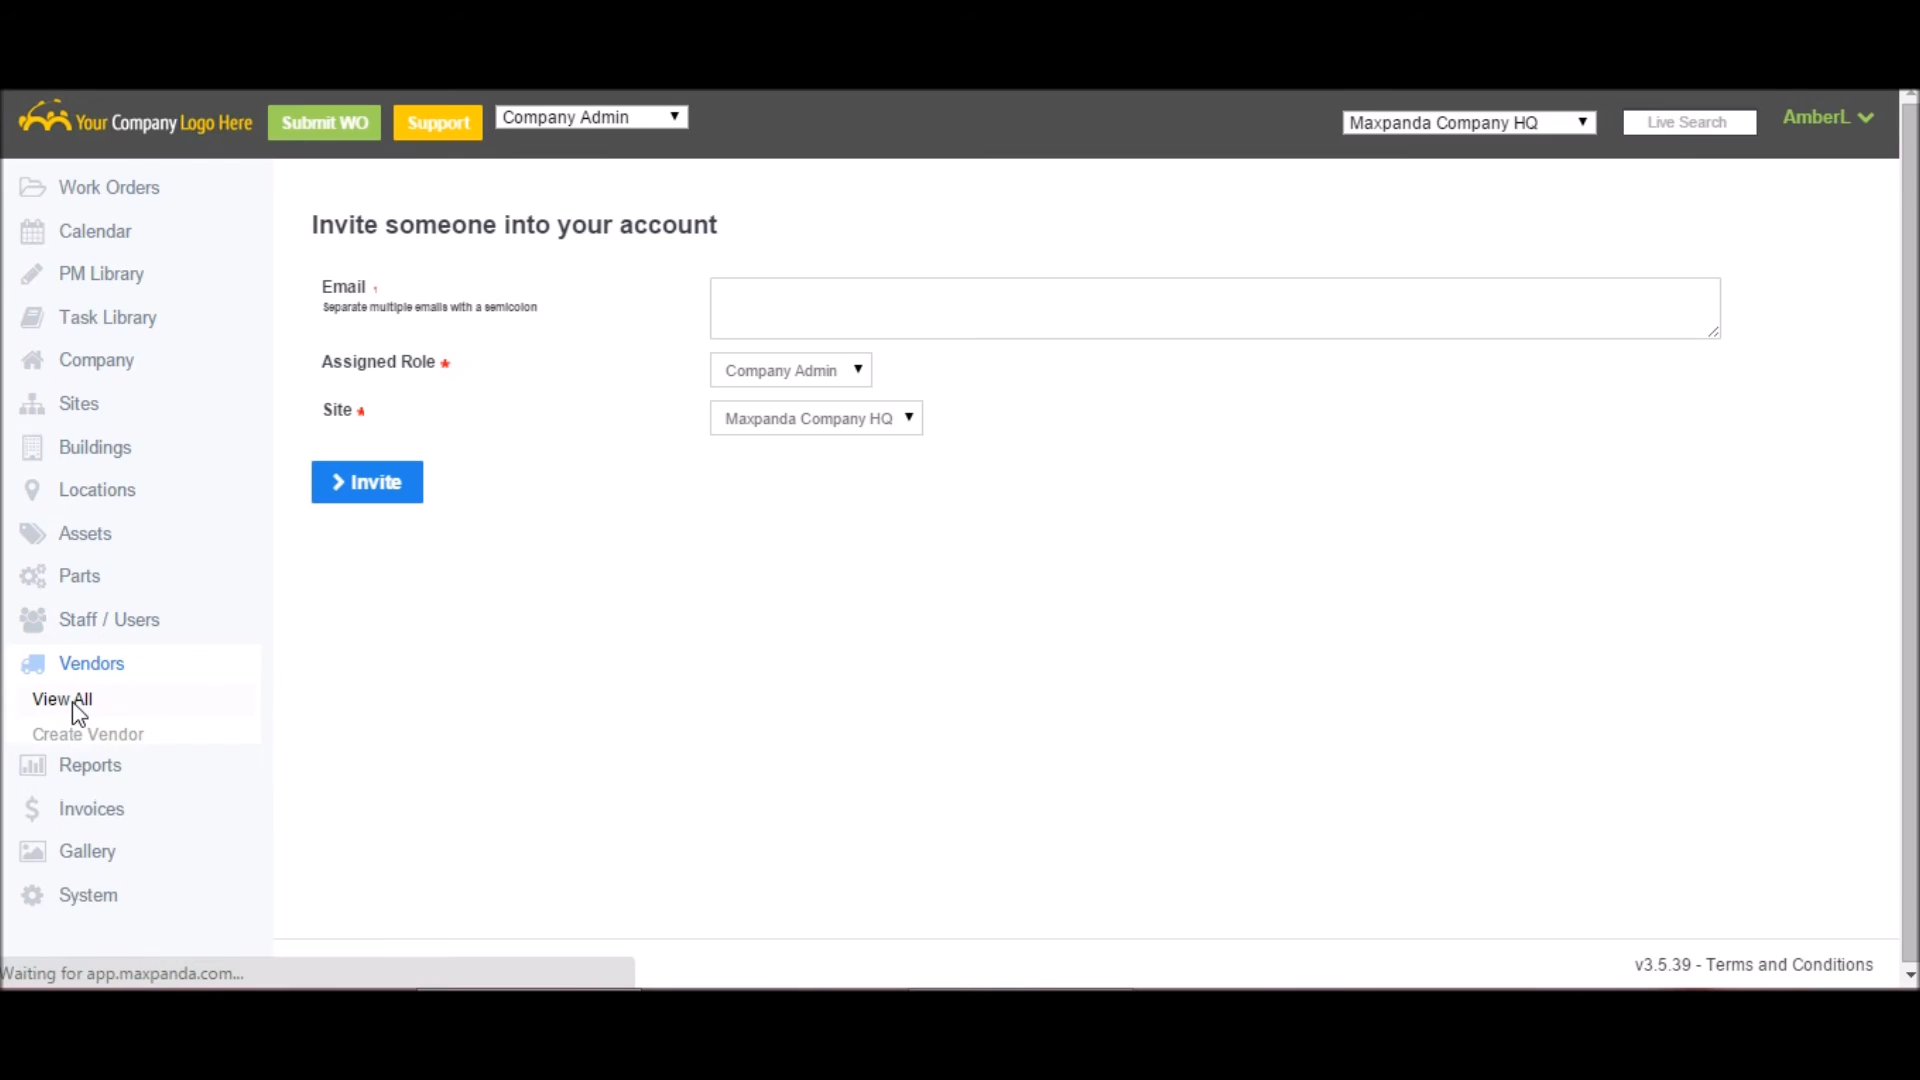 Your Company Logo Here
Submit WO
Support
Company Admin
Maxpanda Company HQ
Live Search
AmberL
Work Orders
Calendar
PM Library
Task Library
Company
Sites
Buildings
Locations
Assets
Parts
Staff / Users
Vendors
View All
Create Vendor
Reports
Invoices
Gallery
System
Invite someone into your account
Email
Separate multiple emails with a semicolon
Assigned Role *
Company Admin
Site *
Maxpanda Company HQ
Invite
Waiting for app.maxpanda.com...
v3.5.39 - Terms and Conditions